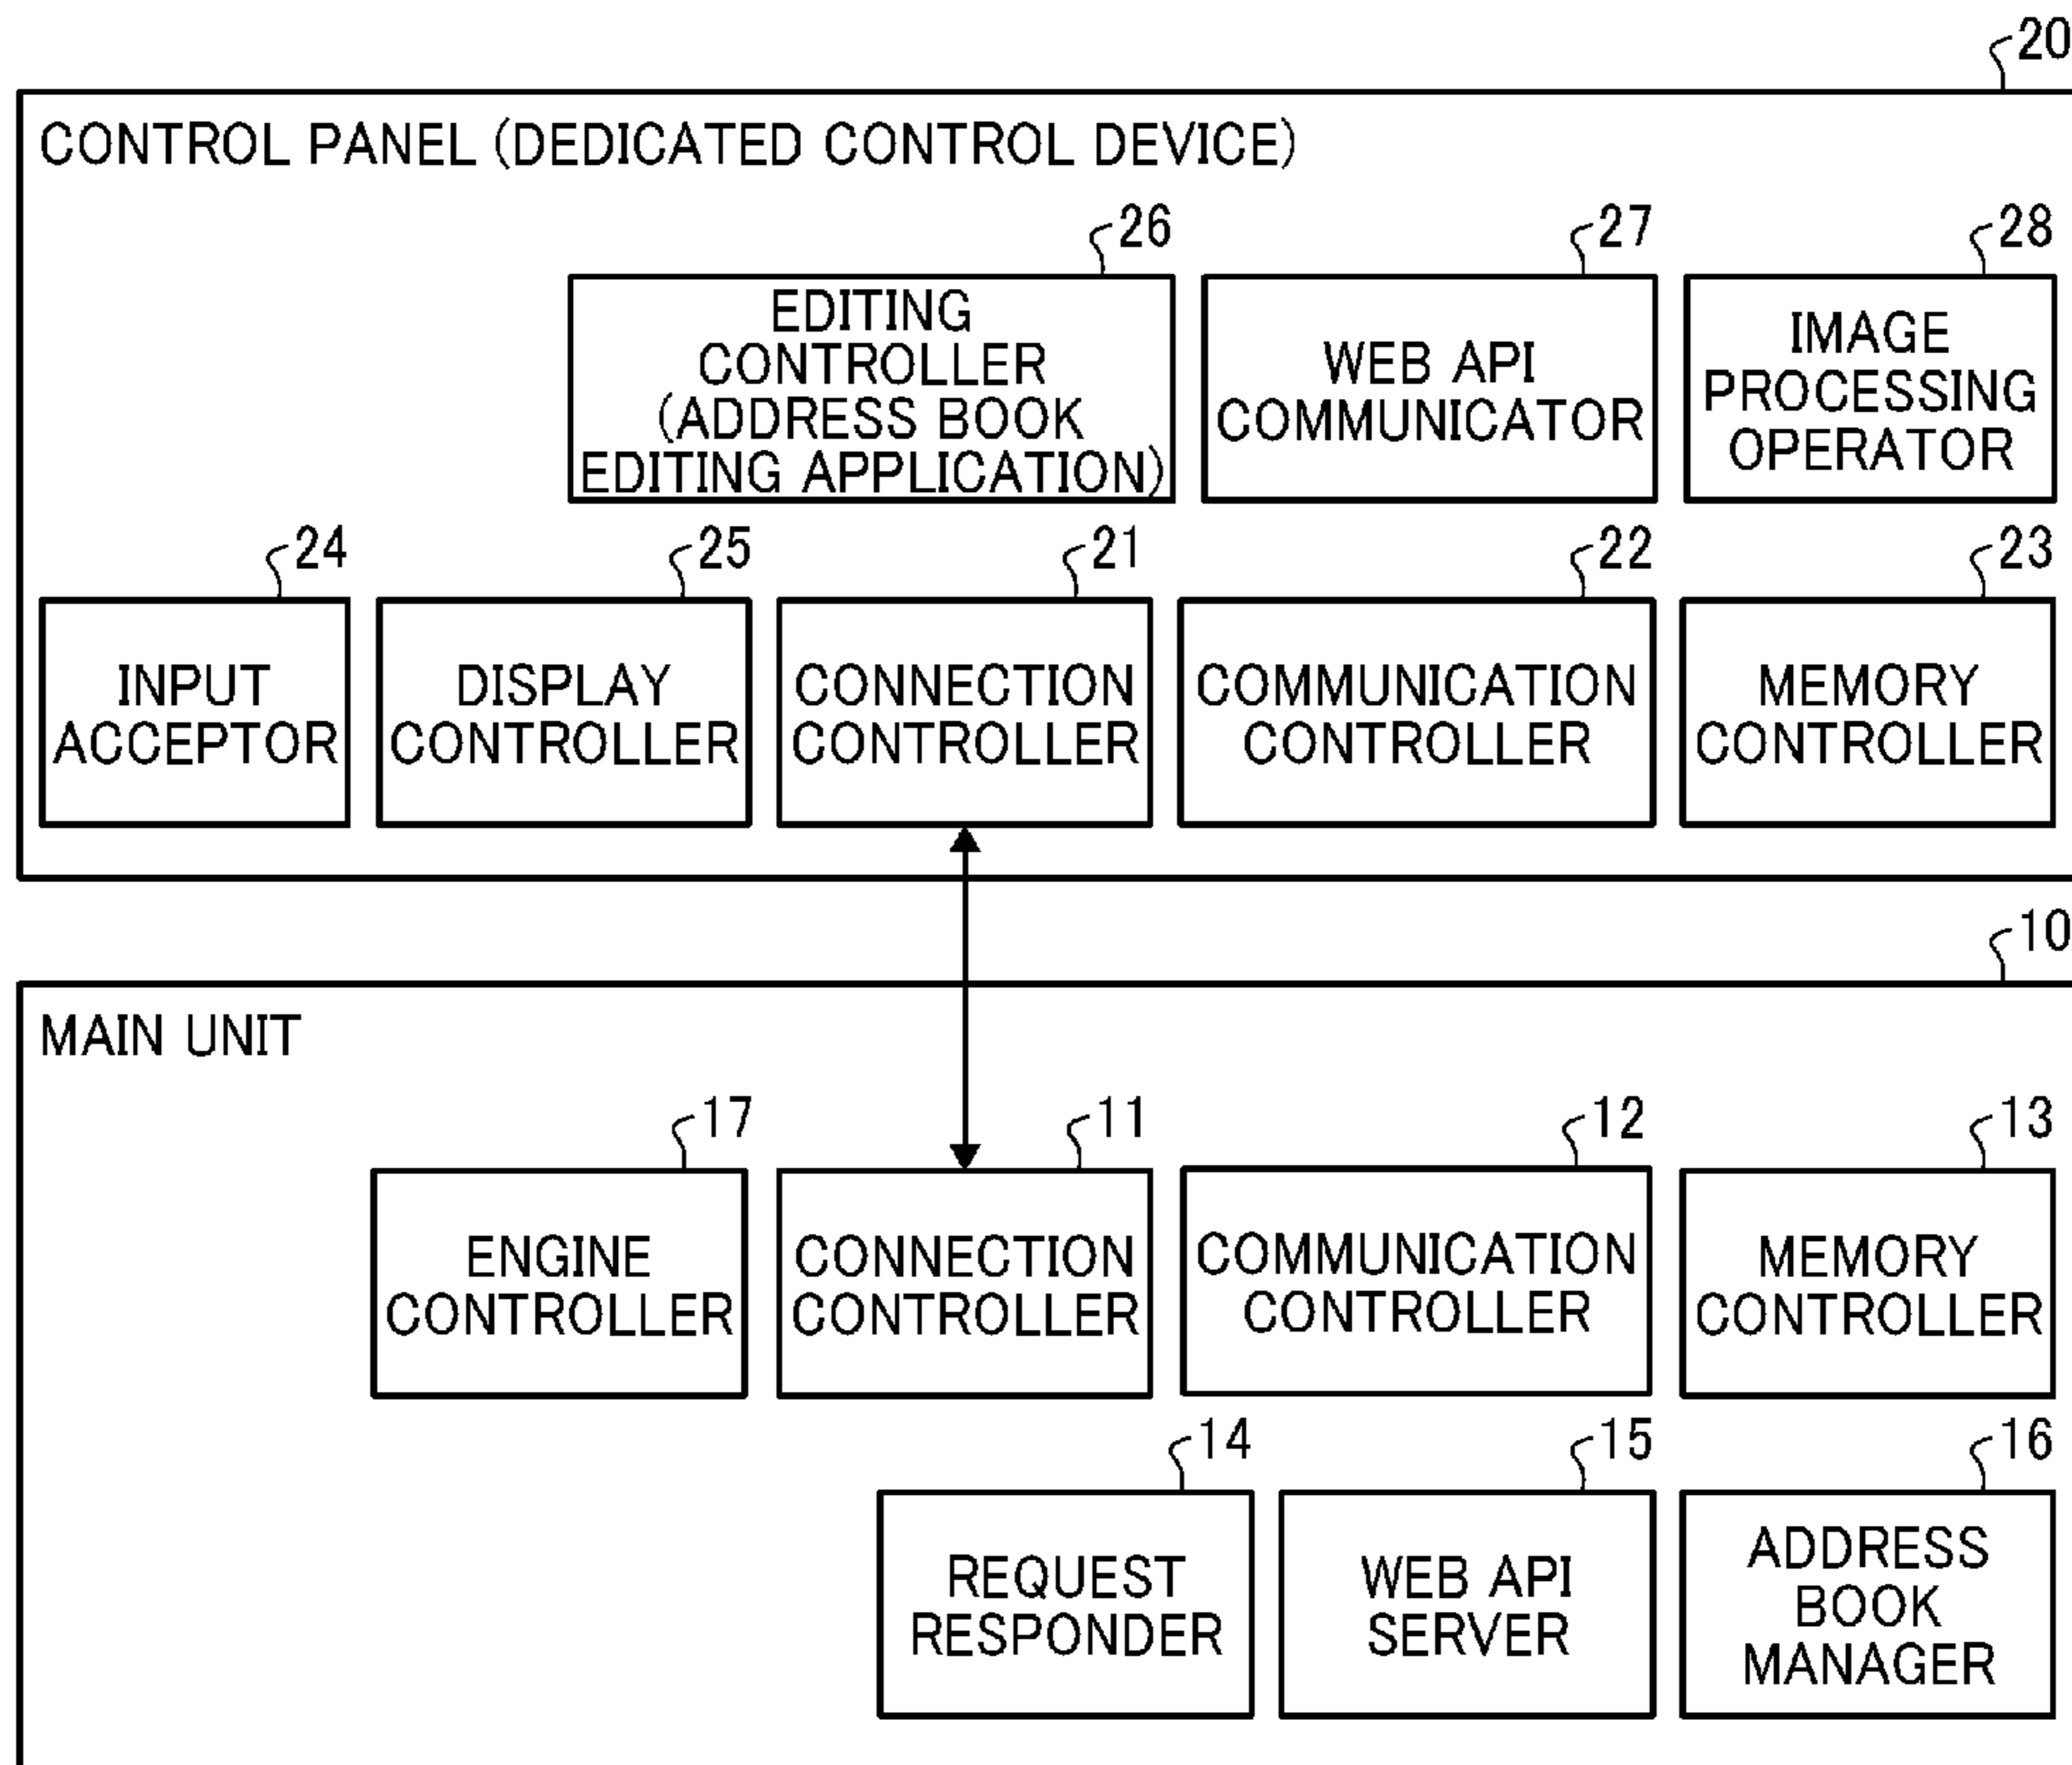 20
CONTROL PANEL (DEDICATED CONTROL DEVICE)
26
27
28
EDITING
CONTROLLER
(ADDRESS BOOK
EDITING APPLICATION)
WEB API
COMMUNICATOR
IMAGE
PROCESSING
OPERATOR
24
25
21
22
23
INPUT
ACCEPTOR
DISPLAY
CONTROLLER
CONNECTION
CONTROLLER
COMMUNICATION
CONTROLLER
MEMORY
CONTROLLER
10
MAIN UNIT
17
11
12
13
ENGINE
CONTROLLER
CONNECTION
CONTROLLER
COMMUNICATION
CONTROLLER
MEMORY
CONTROLLER
14
15
16
REQUEST
RESPONDER
WEB API
SERVER
ADDRESS
BOOK
MANAGER